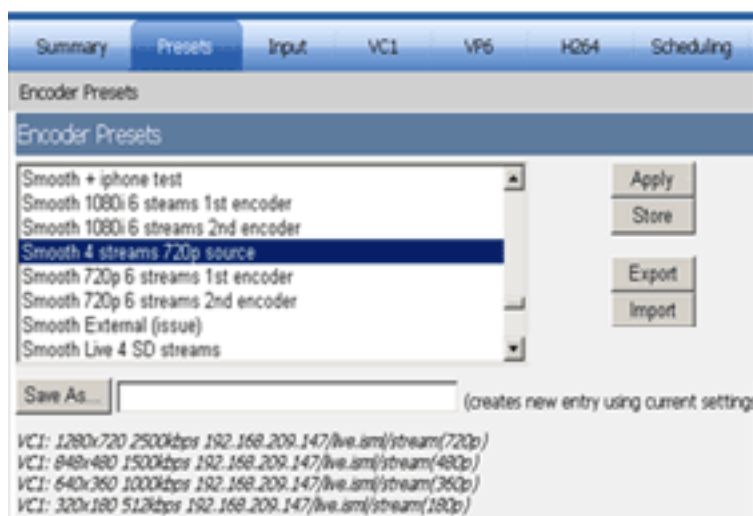 Summary Presets Input VC1 VP6 H264 Scheduling
Encoder Presets
Encoder Presets
Smooth + iphone test
Smooth 1080i 6 steams 1st encoder
Smooth 1080i 6 streams 2nd encoder
Smooth 4 streams 720p source
Smooth 720p 6 streams 1st encoder
Smooth 720p 6 streams 2nd encoder
Smooth External (issue)
Smooth Live 4 SD streams
Apply
Store
Export
Import
Save As... (creates new entry using current settings
VC1: 1280x720 2500kbps 192.168.209.147/live.isml/stream(720p)
VC1: 848x480 1500kbps 192.168.209.147/live.isml/stream(480p)
VC1: 640x360 1000kbps 192.168.209.147/live.isml/stream(360p)
VC1: 320x180 512kbps 192.168.209.147/live.isml/stream(180p)